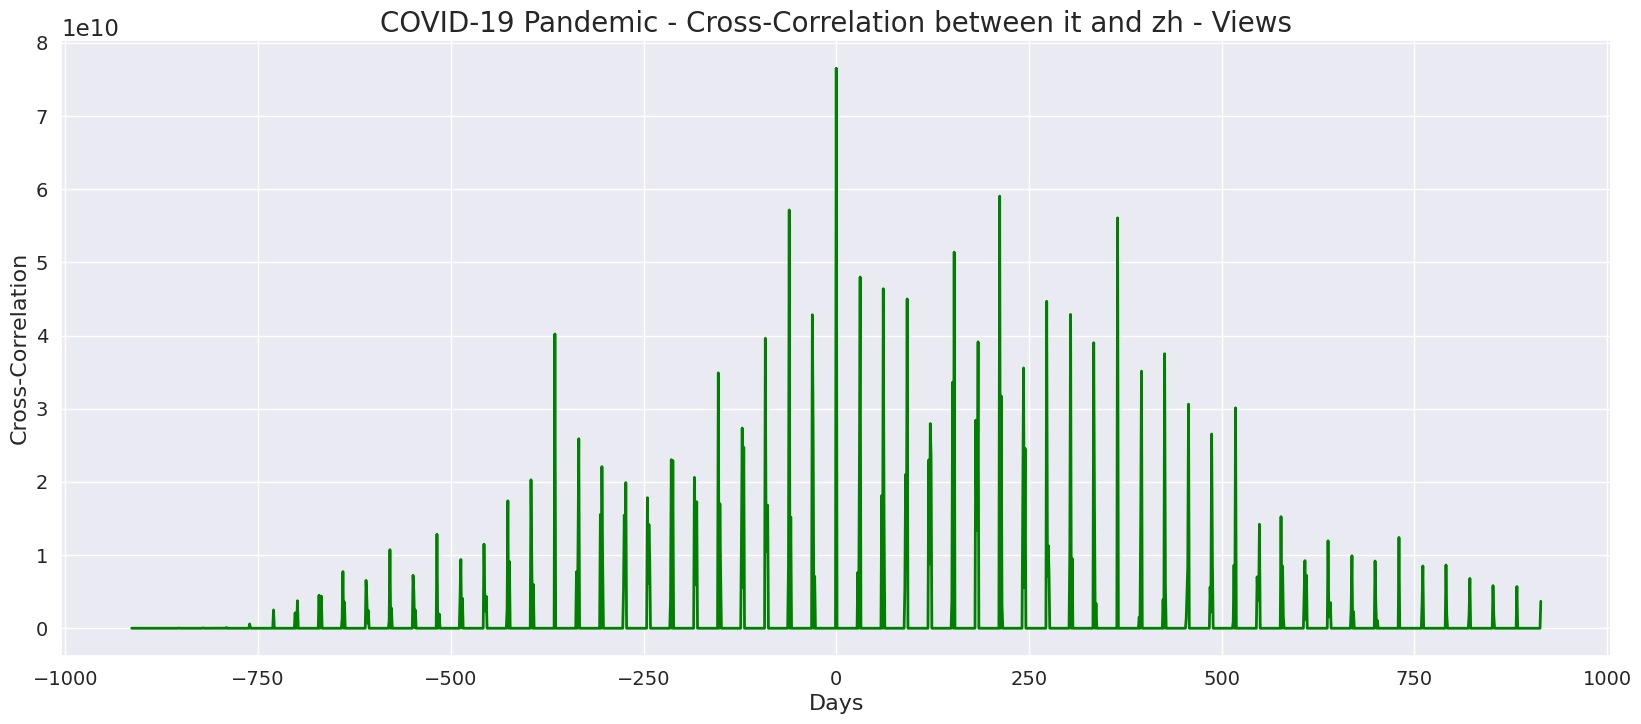 COVID-19 Pandemic - Cross-Correlation between it and zh - Views
1e10
8
7
6
5
4
3
2
1
0
Cross-Correlation
−1000 −750 −500 −250 0 250 500 750 1000
Days